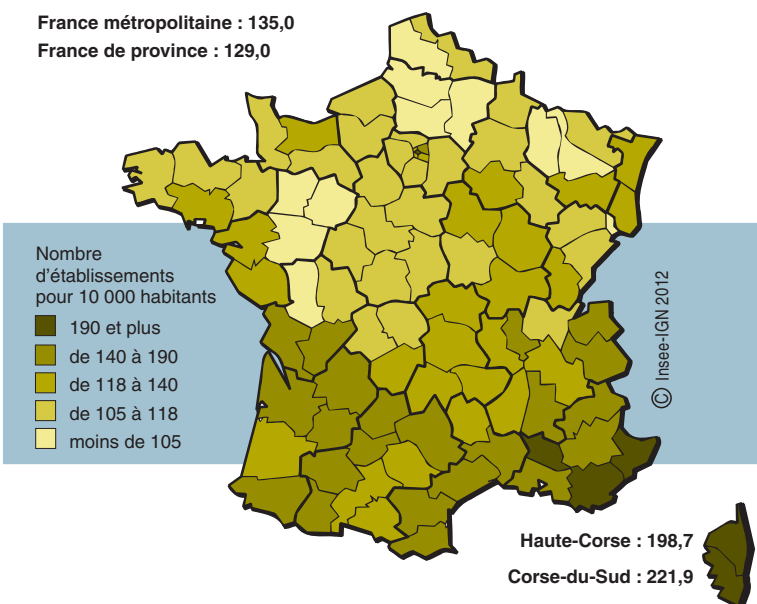 France métropolitaine : 135,0
France de province : 129,0
Nombre
d'établissements
pour 10 000 habitants
190 et plus
de 140 à 190
de 118 à 140
de 105 à 118
moins de 105
© Insee-IGN 2012
Haute-Corse : 198,7
Corse-du-Sud : 221,9